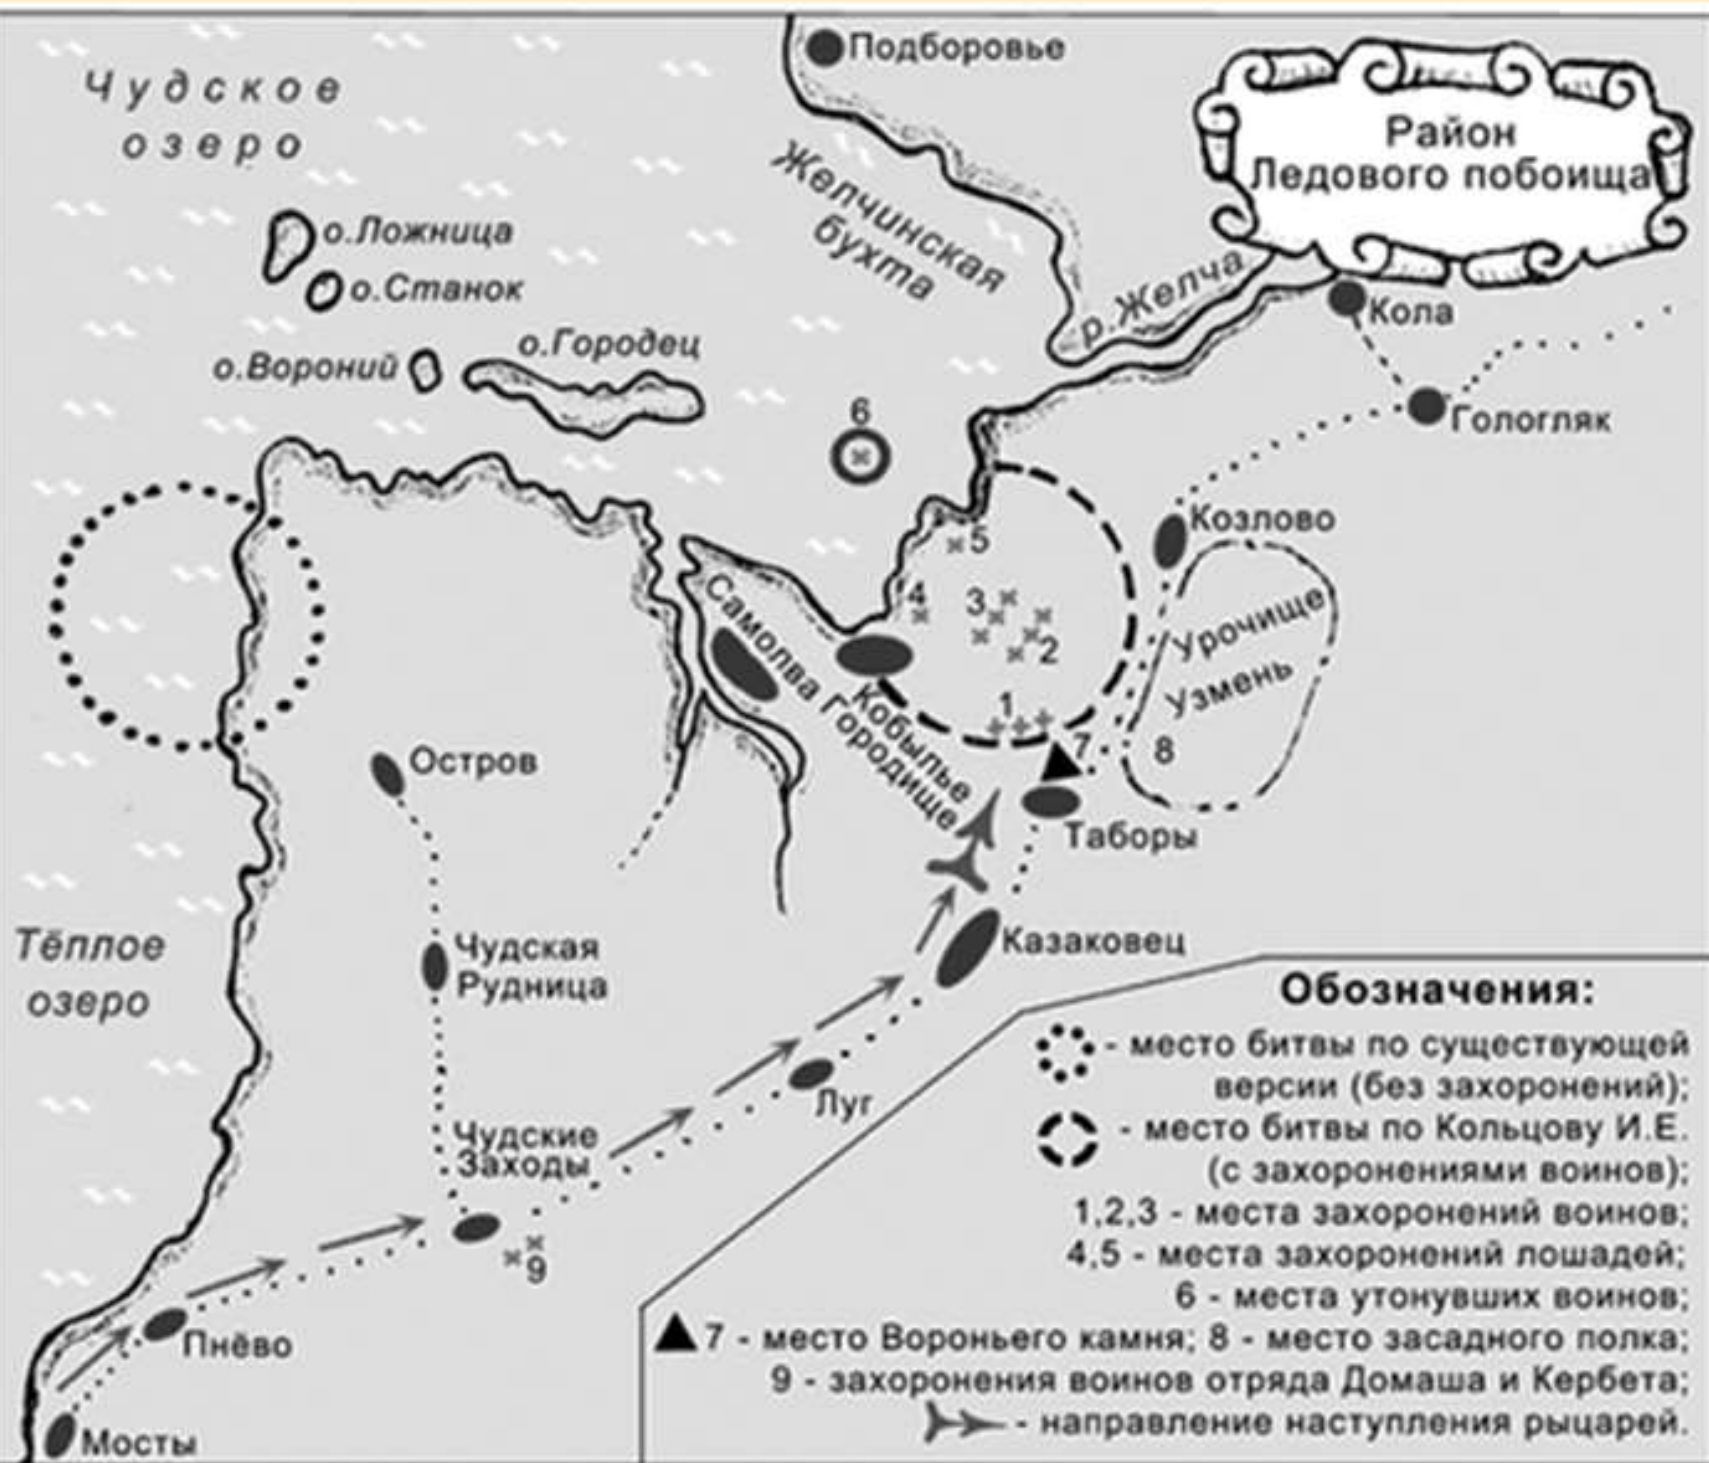 Чудское
озеро
Подборовье
Район
Ледового побоища
Желчинская
бухта
р.Желча
о.Ложница
о.Станок
о.Вороний
о.Городец
Кола
Гологляк
6
Козлово
5
4
3
2
1
Урочище
Узмень
8
7
Самолва
Кобылье
Городище
Таборы
Остров
Казаковец
Тёплое
озеро
Чудская
Рудница
Луг
Чудские
Заходы
9
Пнёво
Мосты
Обозначения:
- место битвы по существующей
версии (без захоронений);
- место битвы по Кольцову И.Е.
(с захоронениями воинов);
1,2,3 - места захоронений воинов;
4,5 - места захоронений лошадей;
6 - места утонувших воинов;
7 - место Вороньего камня; 8 - место засадного полка;
9 - захоронения воинов отряда Домаша и Кербета;
- направление наступления рыцарей.